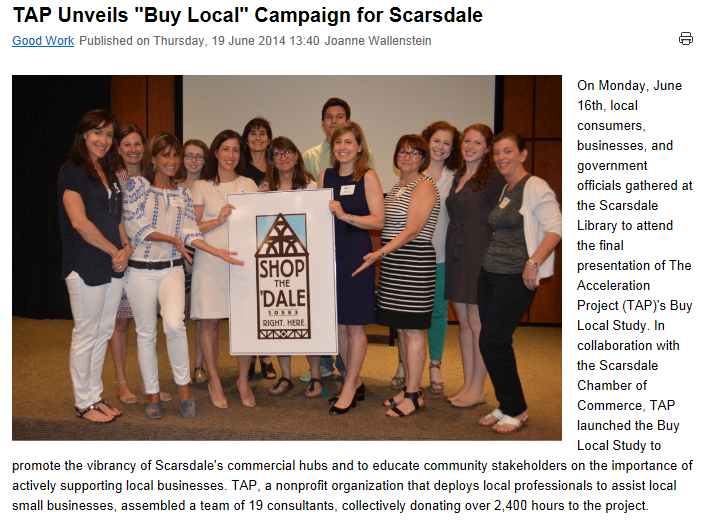 TAP Unveils "Buy Local" Campaign for Scarsdale
Good Work Published on Thursday, 19 June 2014 13:40 Joanne Wallenstein
SHOP
THE
'DALE
10583
RIGHT. HERE.
On Monday, June
16th, local
consumers,
businesses, and
government
officials gathered at
the Scarsdale
Library to attend
the final
presentation of The
Acceleration
Project (TAP)'s Buy
Local Study. In
collaboration with
the Scarsdale
Chamber of
Commerce, TAP
launched the Buy
Local Study to
promote the vibrancy of Scarsdale's commercial hubs and to educate community stakeholders on the importance of
actively supporting local businesses. TAP, a nonprofit organization that deploys local professionals to assist local
small businesses, assembled a team of 19 consultants, collectively donating over 2,400 hours to the project.